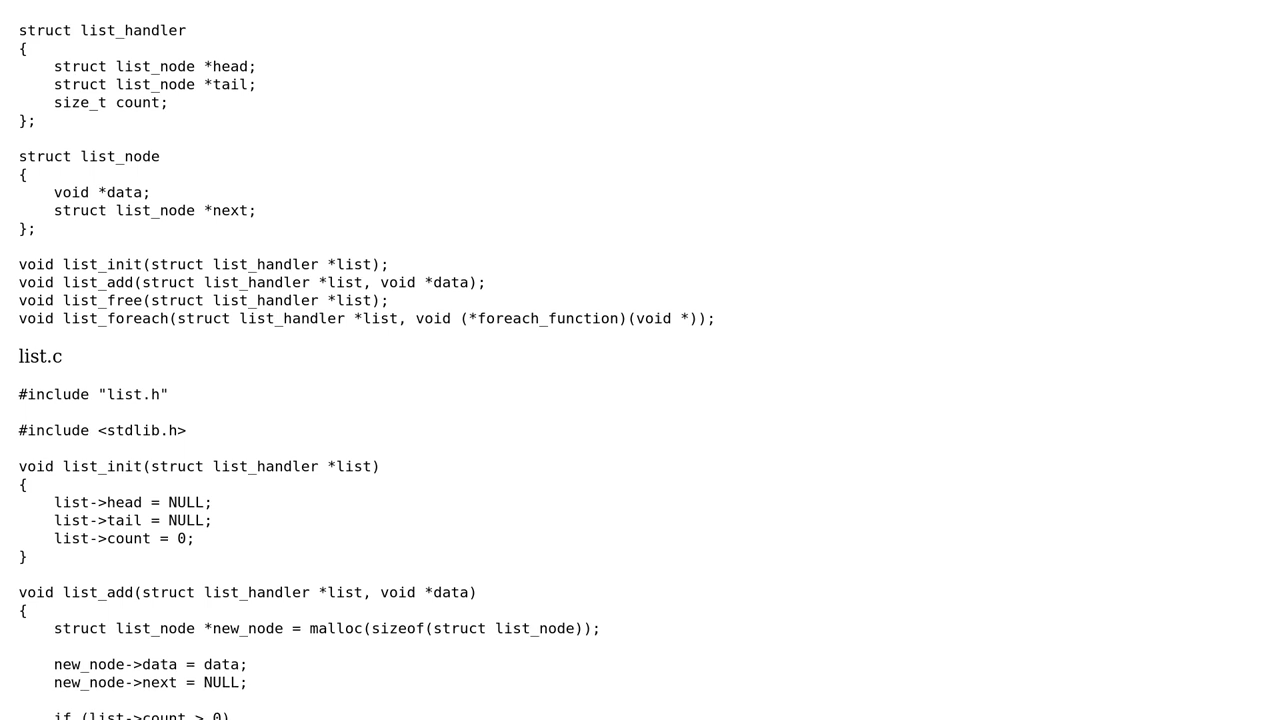 struct list_handler
{
    struct list_node *head;
    struct list_node *tail;
    size_t count;
};

struct list_node
{
    void *data;
    struct list_node *next;
};

void list_init(struct list_handler *list);
void list_add(struct list_handler *list, void *data);
void list_free(struct list_handler *list);
void list_foreach(struct list_handler *list, void (*foreach_function)(void *));

list.c

#include "list.h"

#include <stdlib.h>

void list_init(struct list_handler *list)
{
    list->head = NULL;
    list->tail = NULL;
    list->count = 0;
}

void list_add(struct list_handler *list, void *data)
{
    struct list_node *new_node = malloc(sizeof(struct list_node));

    new_node->data = data;
    new_node->next = NULL;

    if (list->count > 0)